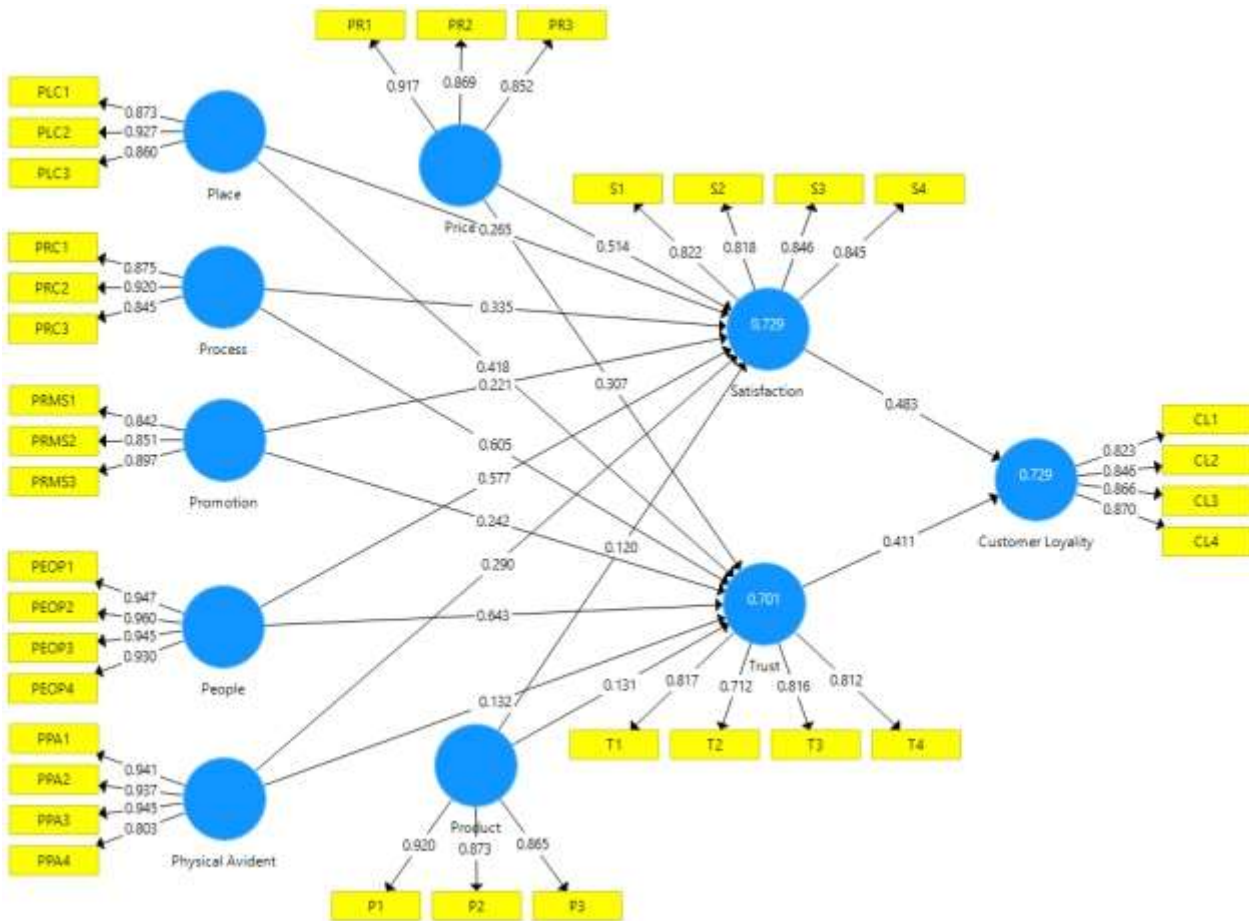 PR1 PR2 PR3
0.917 0.869 0.852
Price
PLC1
PLC2
PLC3
0.873
0.927
0.860
Place
PRC1
PRC2
PRC3
0.875
0.920
0.845
Process
PRMS1
PRMS2
PRMS3
0.842
0.851
0.897
Promotion
PEOP1
PEOP2
PEOP3
PEOP4
0.947
0.960
0.945
0.930
People
PPA1
PPA2
PPA3
PPA4
0.941
0.937
0.945
0.803
Physical Avident
0.265
0.514
0.335
0.418
0.221
0.307
0.605
0.577
0.242
0.120
0.290
0.643
0.132
0.131
S1 S2 S3 S4
0.822 0.818 0.846 0.845
0.729
Satisfaction
0.483
0.411
0.729
Customer Loyality
0.823
0.846
0.866
0.870
CL1
CL2
CL3
CL4
0.701
Trust
0.817 0.712 0.816 0.812
T1 T2 T3 T4
Product
0.920 0.873 0.865
P1 P2 P3